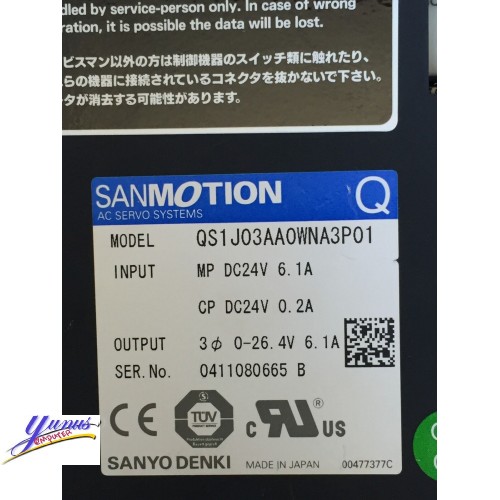 dled by service-person only. In case of wrong
ration, it is possible the data will be lost.
ービスマン以外の方は制御機器のスイッチ類に触れたり、
らの機器に接続されているコネクタを抜かないで下さい。
タが消去する可能性があります。
SANMOTION Q
AC SERVO SYSTEMS
MODEL QS1J03AA0WNA3P01
INPUT MP DC24V 6.1A
CP DC24V 0.2A
OUTPUT 3φ 0-26.4V 6.1A
SER.No. 0411080665 B
CE TÜV c RU US
SANYO DENKI MADE IN JAPAN 00477377C
Yunus
COMPUTER